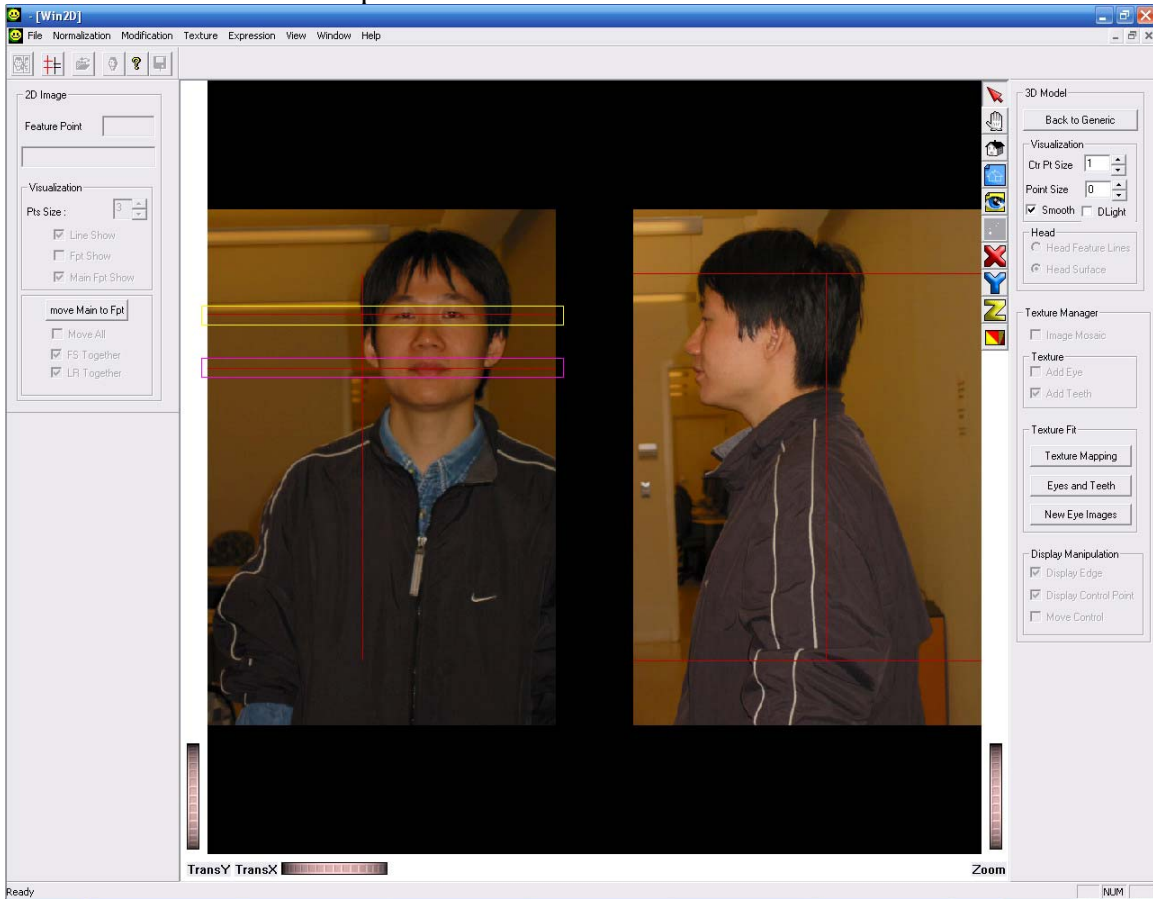 - [Win2D]
File Normalization Modification Texture Expression View Window Help
2D Image
Feature Point
Visualization
Pts Size : 3
Line Show
Fpt Show
Main Fpt Show
move Main to Fpt
Move All
FS Together
LR Together
TransY TransX
Zoom
3D Model
Back to Generic
Visualization
Ctr Pt Size 1
Point Size 0
Smooth DLight
Head
Head Feature Lines
Head Surface
Texture Manager
Image Mosaic
Texture
Add Eye
Add Teeth
Texture Fit
Texture Mapping
Eyes and Teeth
New Eye Images
Display Manipulation
Display Edge
Display Control Point
Move Control
Ready
NUM